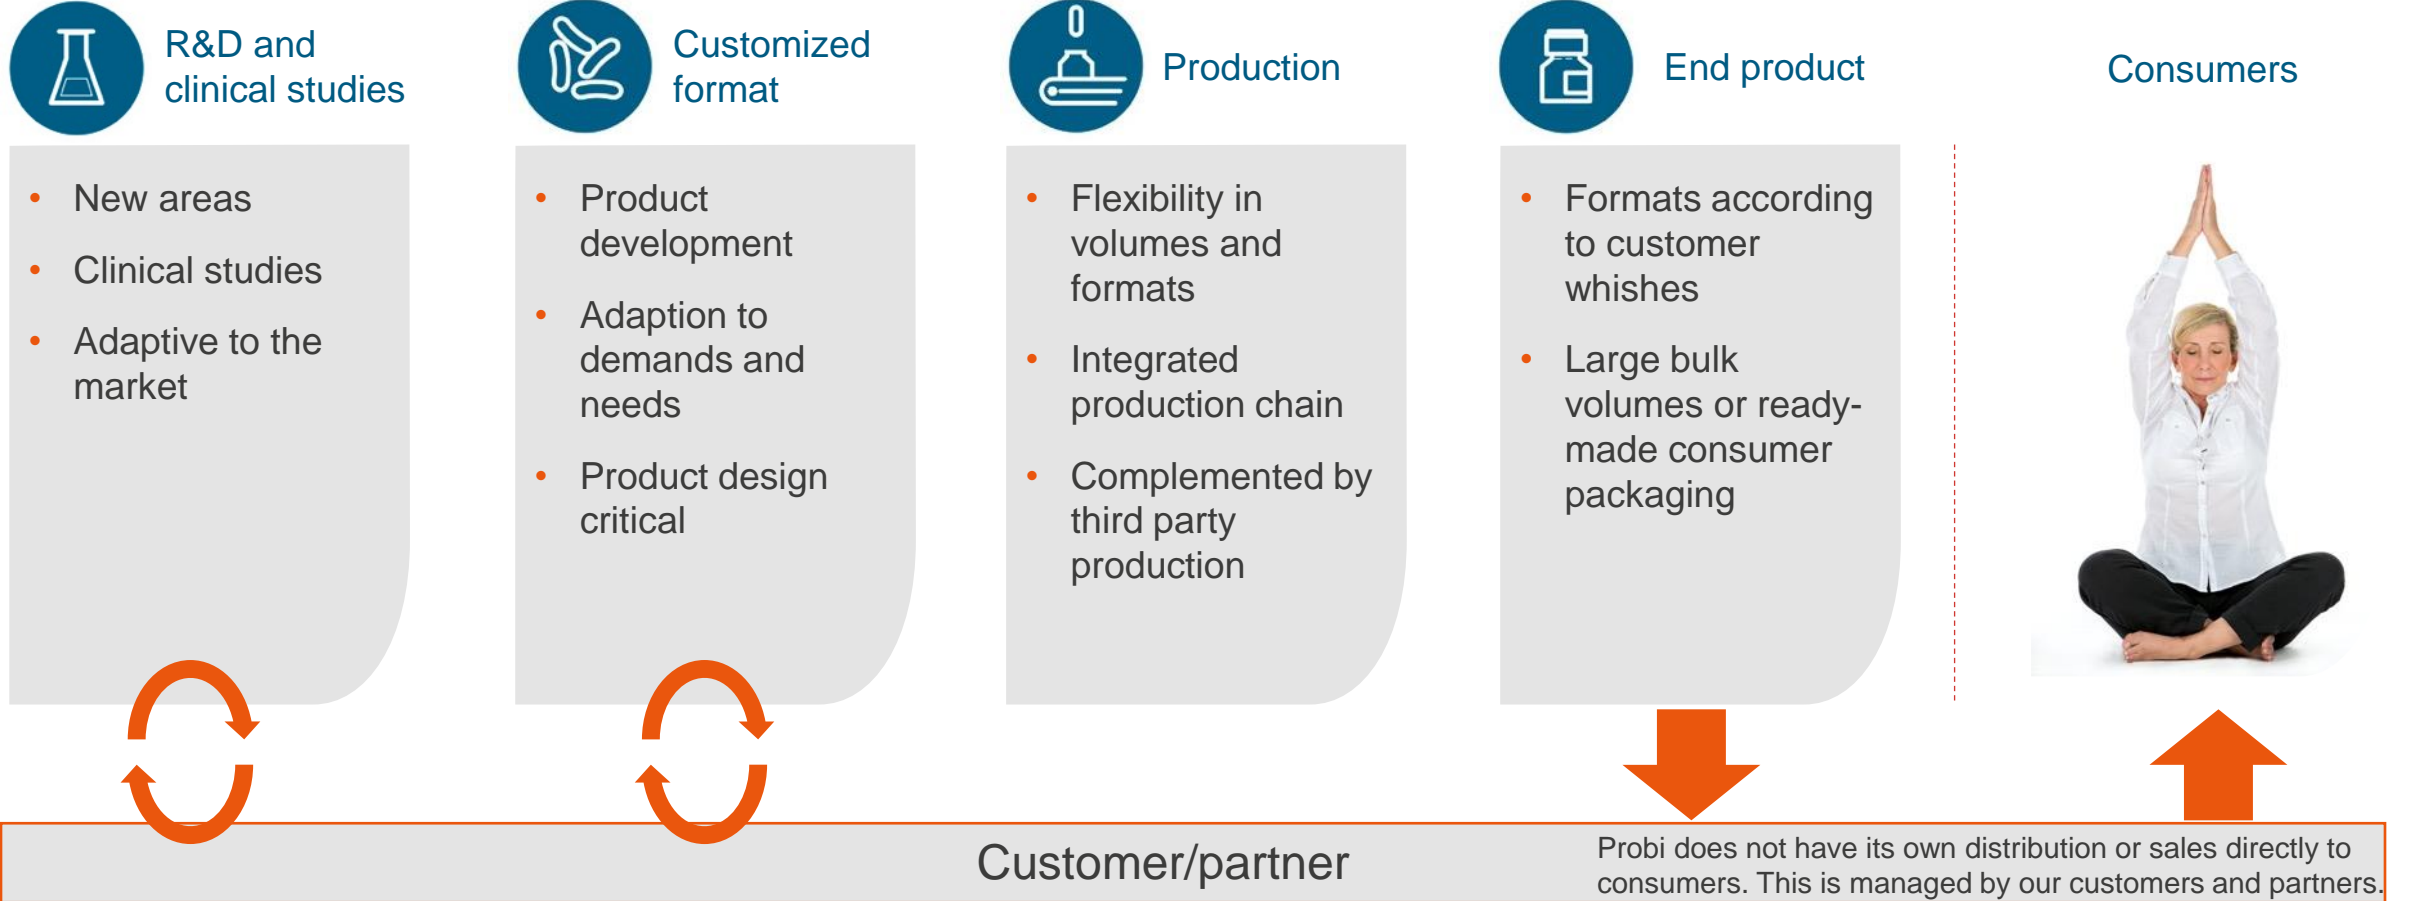 R&D and
clinical studies
• New areas
• Clinical studies
• Adaptive to the
market
Customized
format
• Product
development
• Adaption to
demands and
needs
• Product design
critical
Production
• Flexibility in
volumes and
formats
• Integrated
production chain
• Complemented by
third party
production
End product
• Formats according
to customer
whishes
• Large bulk
volumes or ready-
made consumer
packaging
Consumers
Customer/partner
Probi does not have its own distribution or sales directly to
consumers. This is managed by our customers and partners.